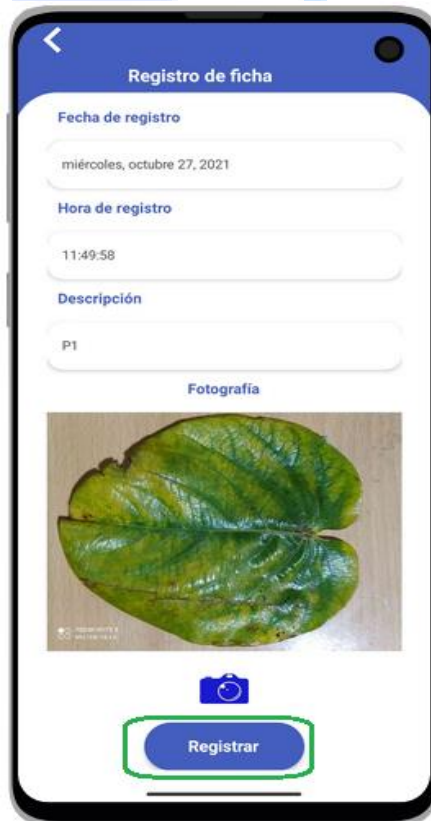 Registro de ficha
Fecha de registro
miércoles, octubre 27, 2021
Hora de registro
11:49:58
Descripción
P1
Fotografía
Registrar